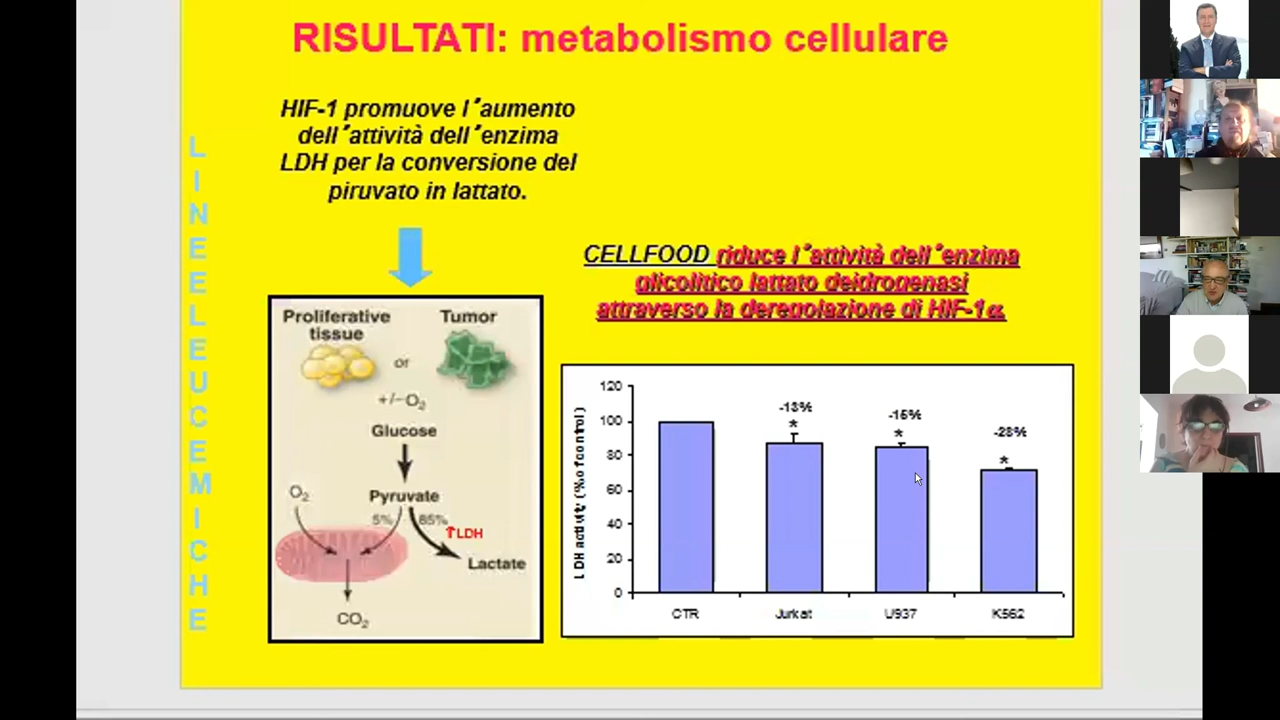 RISULTATI: metabolismo cellulare
HIF-1 promuove l´aumento
dell´attività dell´enzima
LDH per la conversione del
piruvato in lattato.
LINEE LEUCEMICHE
CELLFOOD riduce l´attività dell´enzima
glicolitico lattato deidrogenasi
attraverso la deregolazione di HIF-1α
Proliferative
tissue
Tumor
or
+/-O₂
Glucose
O₂
Pyruvate
5%
85%
↑LDH
Lactate
CO₂
LDH activity (% of control)
120
100
80
60
40
20
0
-13%
*
-15%
*
-28%
*
CTR
Jurkat
U937
K562